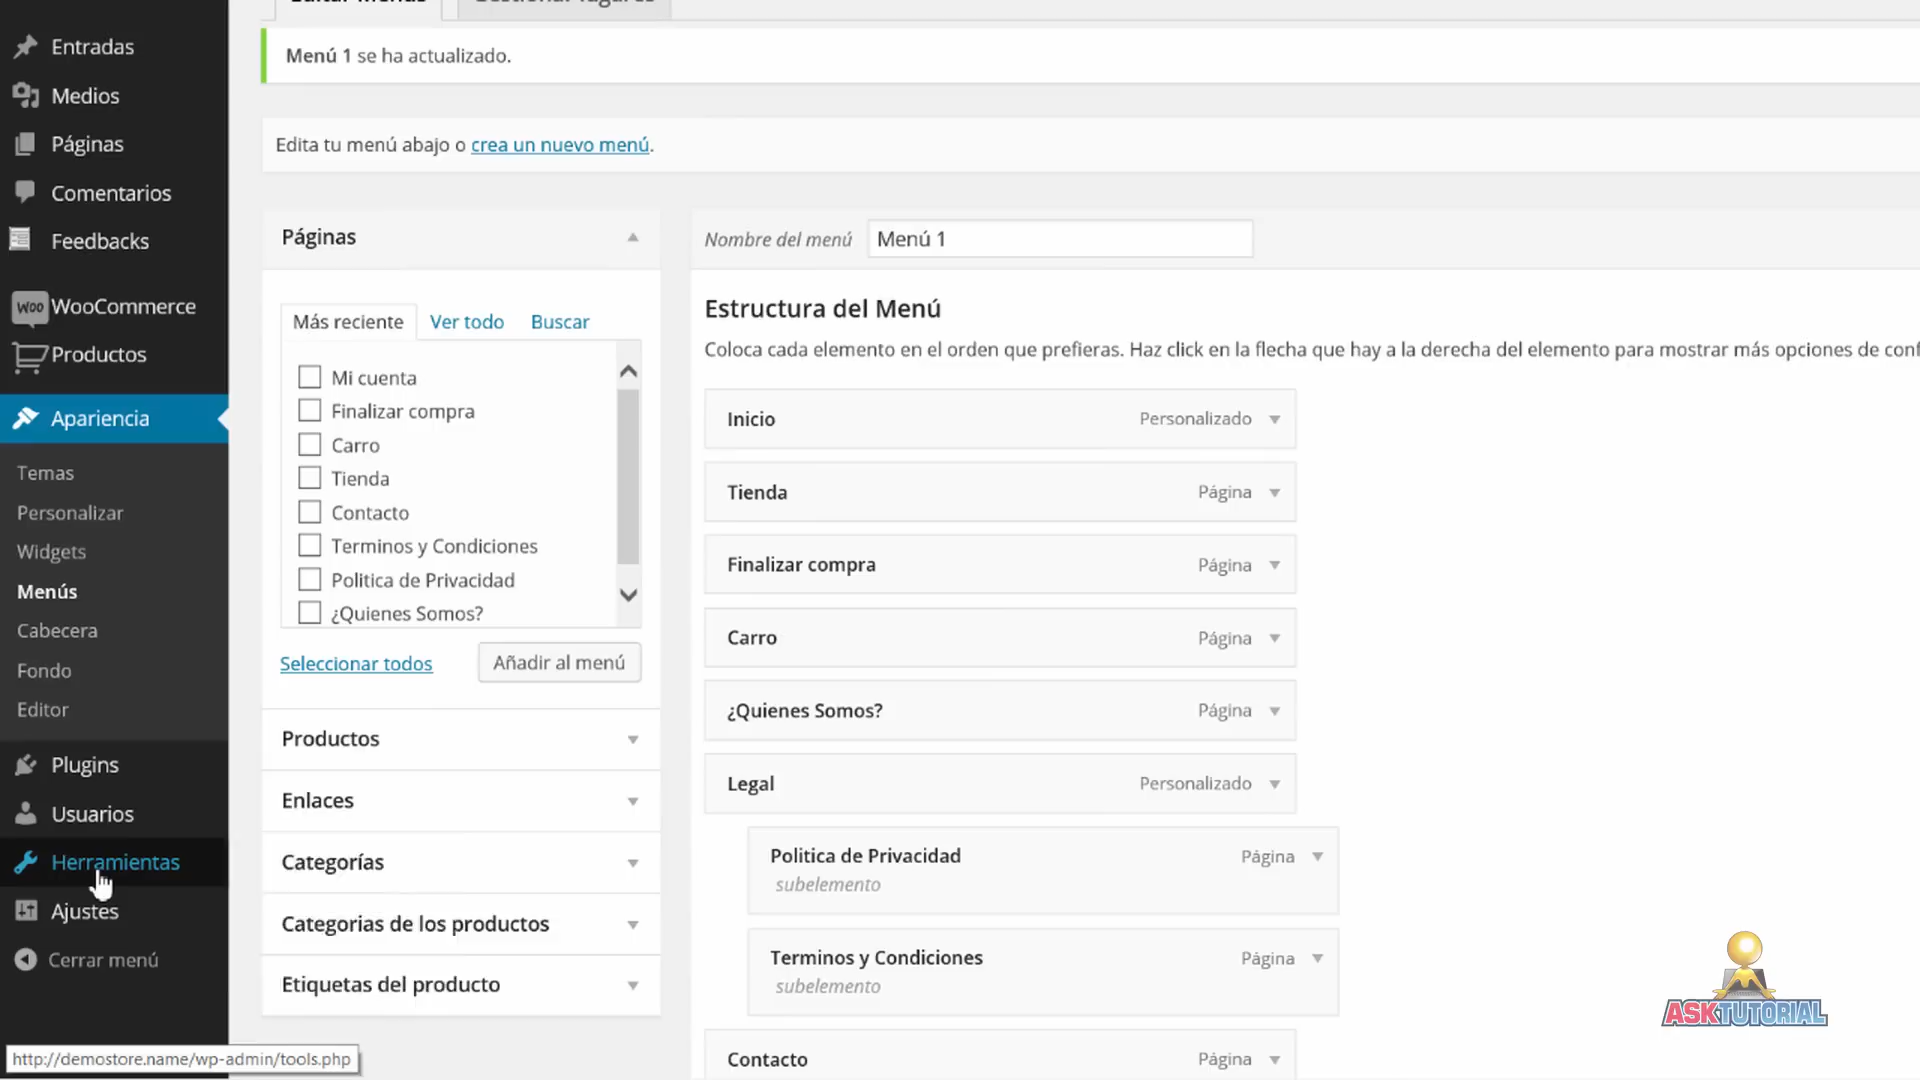 Editar Menús
Gestionar lugares
Menú 1 se ha actualizado.
Edita tu menú abajo o crea un nuevo menú.
Entradas
Medios
Páginas
Comentarios
Feedbacks
WOO WooCommerce
Productos
Apariencia
Temas
Personalizar
Widgets
Menús
Cabecera
Fondo
Editor
Plugins
Usuarios
Herramientas
Ajustes
Cerrar menú
http://demostore.name/wp-admin/tools.php
Páginas
Más reciente
Ver todo
Buscar
Mi cuenta
Finalizar compra
Carro
Tienda
Contacto
Terminos y Condiciones
Politica de Privacidad
¿Quienes Somos?
Seleccionar todos
Añadir al menú
Productos
Enlaces
Categorías
Categorias de los productos
Etiquetas del producto
Nombre del menú
Menú 1
Estructura del Menú
Coloca cada elemento en el orden que prefieras. Haz click en la flecha que hay a la derecha del elemento para mostrar más opciones de conf
Inicio Personalizado
Tienda Página
Finalizar compra Página
Carro Página
¿Quienes Somos? Página
Legal Personalizado
Politica de Privacidad Página
subelemento
Terminos y Condiciones Página
subelemento
Contacto Página
ASKTUTORIAL